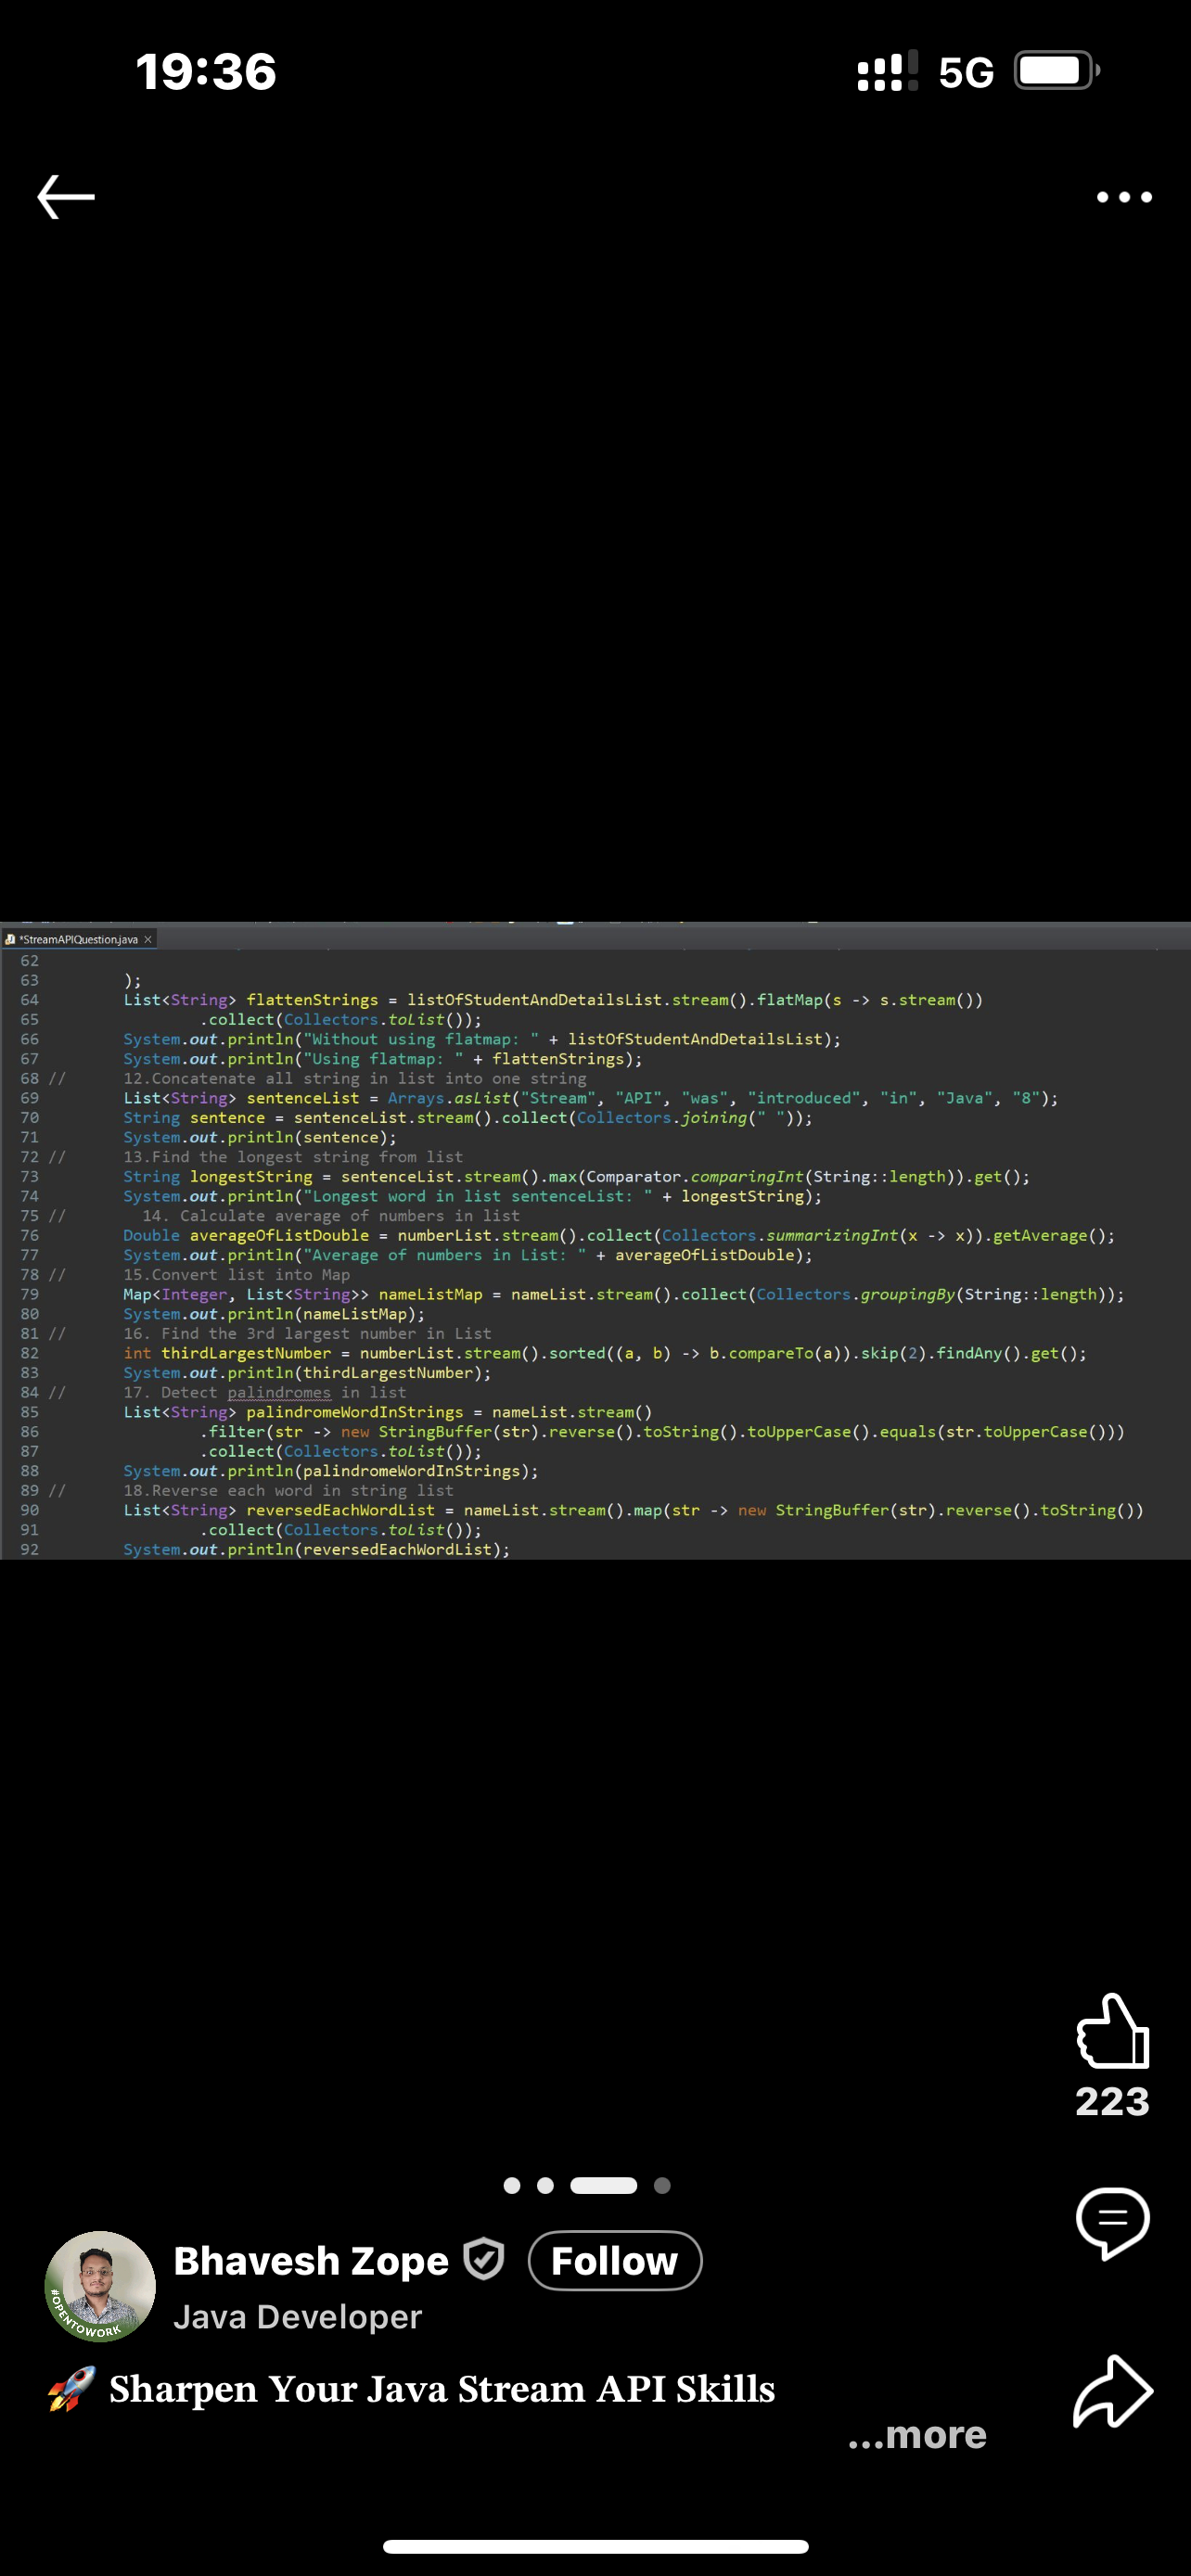 19:36
5G
*StreamAPIQuestion.java
62
63 );
64 List<String> flattenStrings = listOfStudentAndDetailsList.stream().flatMap(s -> s.stream())
65 .collect(Collectors.toList());
66 System.out.println("Without using flatmap: " + listOfStudentAndDetailsList);
67 System.out.println("Using flatmap: " + flattenStrings);
68 // 12.Concatenate all string in list into one string
69 List<String> sentenceList = Arrays.asList("Stream", "API", "was", "introduced", "in", "Java", "8");
70 String sentence = sentenceList.stream().collect(Collectors.joining(" "));
71 System.out.println(sentence);
72 // 13.Find the longest string from list
73 String longestString = sentenceList.stream().max(Comparator.comparingInt(String::length)).get();
74 System.out.println("Longest word in list sentenceList: " + longestString);
75 // 14. Calculate average of numbers in list
76 Double averageOfListDouble = numberList.stream().collect(Collectors.summarizingInt(x -> x)).getAverage();
77 System.out.println("Average of numbers in List: " + averageOfListDouble);
78 // 15.Convert list into Map
79 Map<Integer, List<String>> nameListMap = nameList.stream().collect(Collectors.groupingBy(String::length));
80 System.out.println(nameListMap);
81 // 16. Find the 3rd largest number in List
82 int thirdLargestNumber = numberList.stream().sorted((a, b) -> b.compareTo(a)).skip(2).findAny().get();
83 System.out.println(thirdLargestNumber);
84 // 17. Detect palindromes in list
85 List<String> palindromeWordInStrings = nameList.stream()
86 .filter(str -> new StringBuffer(str).reverse().toString().toUpperCase().equals(str.toUpperCase()))
87 .collect(Collectors.toList());
88 System.out.println(palindromeWordInStrings);
89 // 18.Reverse each word in string list
90 List<String> reversedEachWordList = nameList.stream().map(str -> new StringBuffer(str).reverse().toString())
91 .collect(Collectors.toList());
92 System.out.println(reversedEachWordList);
223
#OPENTOWORK
Bhavesh Zope
Follow
Java Developer
🚀 Sharpen Your Java Stream API Skills
...more